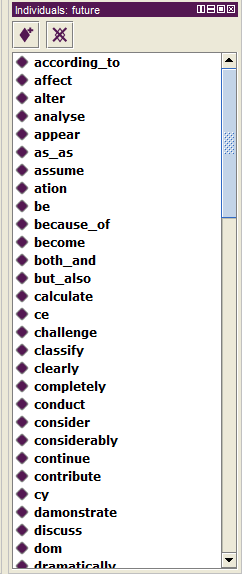 Individuals: future
according_to
affect
alter
analyse
appear
as_as
assume
ation
be
because_of
become
both_and
but_also
calculate
ce
challenge
classify
clearly
completely
conduct
consider
considerably
continue
contribute
cy
damonstrate
discuss
dom
dramatically